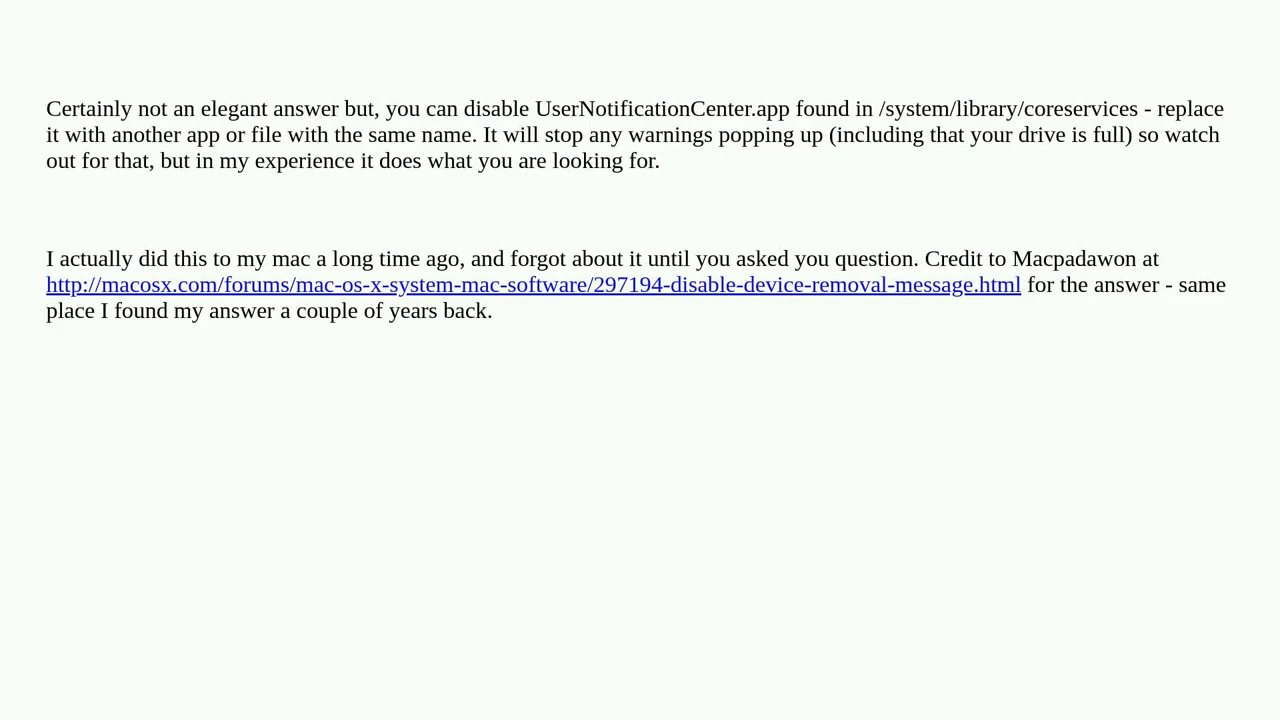 Certainly not an elegant answer but, you can disable UserNotificationCenter.app found in /system/library/coreservices - replace
it with another app or file with the same name. It will stop any warnings popping up (including that your drive is full) so watch
out for that, but in my experience it does what you are looking for.
I actually did this to my mac a long time ago, and forgot about it until you asked you question. Credit to Macpadawon at
http://macosx.com/forums/mac-os-x-system-mac-software/297194-disable-device-removal-message.html for the answer - same
place I found my answer a couple of years back.